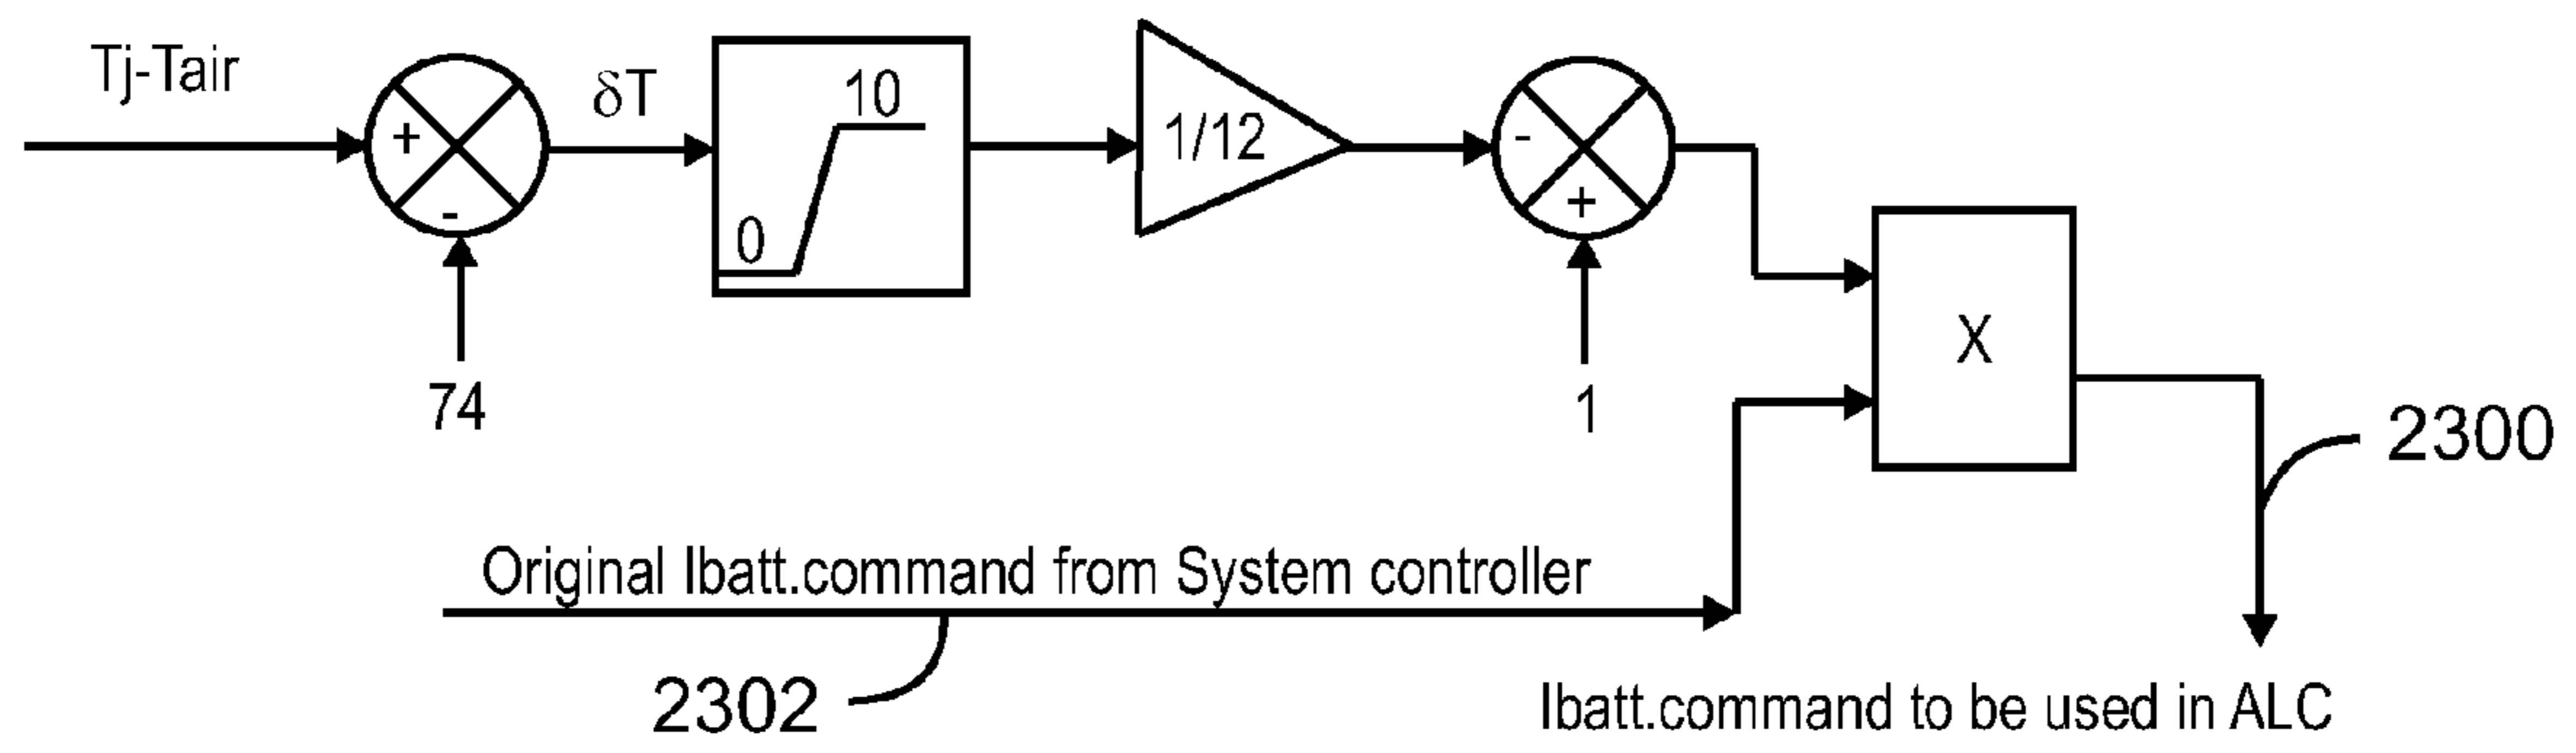 Tj-Tair
+
-
74
δT
10
0
1/12
-
+
1
X
2300
Original Ibatt.command from System controller
2302
Ibatt.command to be used in ALC